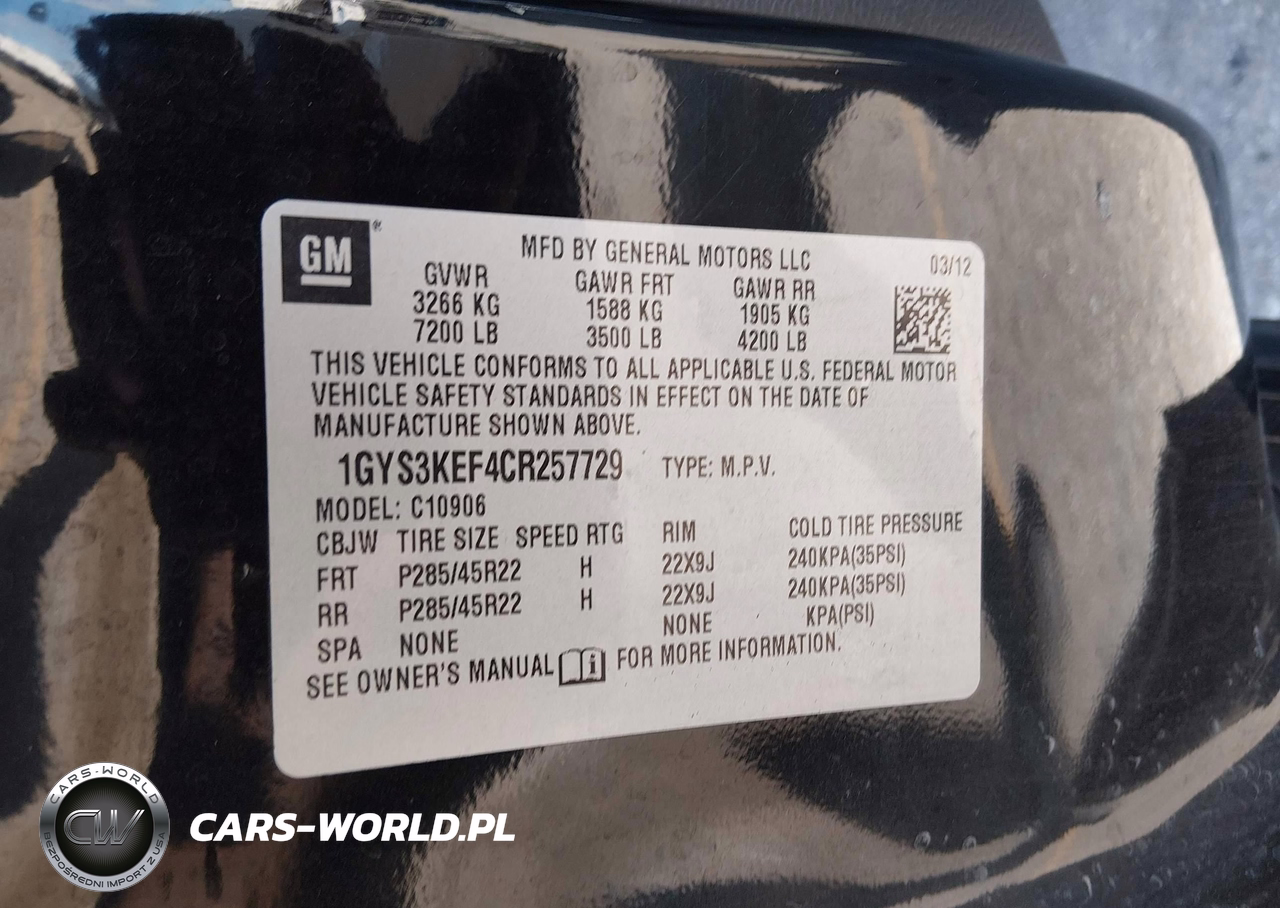 GM ®
MFD BY GENERAL MOTORS LLC
03/12
GVWR GAWR FRT GAWR RR
3266 KG 1588 KG 1905 KG
7200 LB 3500 LB 4200 LB
THIS VEHICLE CONFORMS TO ALL APPLICABLE U.S. FEDERAL MOTOR
VEHICLE SAFETY STANDARDS IN EFFECT ON THE DATE OF
MANUFACTURE SHOWN ABOVE.
1GYS3KEF4CR257729 TYPE: M.P.V.
MODEL: C10906
CBJW TIRE SIZE SPEED RTG RIM COLD TIRE PRESSURE
FRT P285/45R22 H 22X9J 240KPA(35PSI)
RR P285/45R22 H 22X9J 240KPA(35PSI)
SPA NONE NONE KPA(PSI)
SEE OWNER'S MANUAL i FOR MORE INFORMATION.
CARS-WORLD
CW
BEZPOŚREDNI IMPORT Z USA
CARS-WORLD.PL